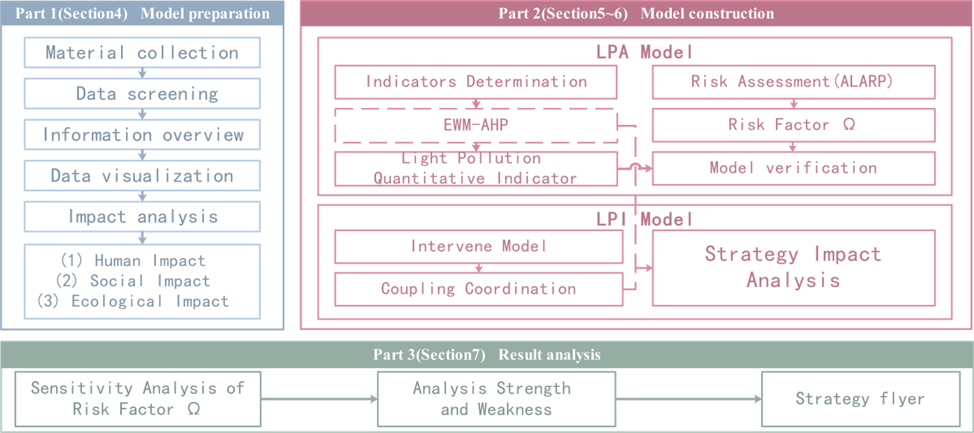 Part 1(Section4) Model preparation
Material collection
Data screening
Information overview
Data visualization
Impact analysis
(1) Human Impact
(2) Social Impact
(3) Ecological Impact
Part 2(Section5~6) Model construction
LPA Model
Indicators Determination
EWM-AHP
Light Pollution
Quantitative Indicator
Risk Assessment(ALARP)
Risk Factor Ω
Model verification
LPI Model
Intervene Model
Coupling Coordination
Strategy Impact
Analysis
Part 3(Section7) Result analysis
Sensitivity Analysis of
Risk Factor Ω
Analysis Strength
and Weakness
Strategy flyer